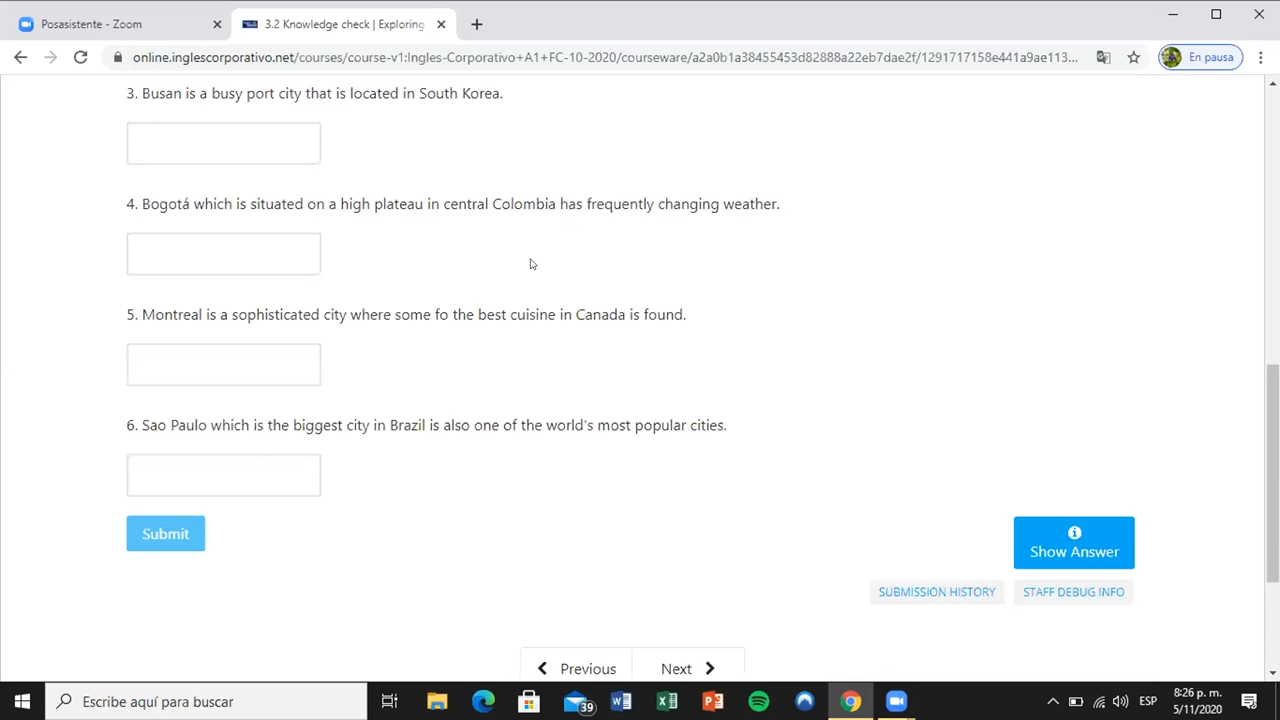 Posasistente - Zoom
3.2 Knowledge check | Exploring
online.inglescorporativo.net/courses/course-v1:Ingles-Corporativo+A1+FC-10-2020/courseware/a2a0b1a38455453d82888a22eb7dae2f/1291717158e441a9ae113...
En pausa
3. Busan is a busy port city that is located in South Korea.
4. Bogotá which is situated on a high plateau in central Colombia has frequently changing weather.
5. Montreal is a sophisticated city where some fo the best cuisine in Canada is found.
6. Sao Paulo which is the biggest city in Brazil is also one of the world's most popular cities.
Submit
Show Answer
SUBMISSION HISTORY
STAFF DEBUG INFO
Previous
Next
Escribe aquí para buscar
39
ESP
8:26 p. m.
5/11/2020